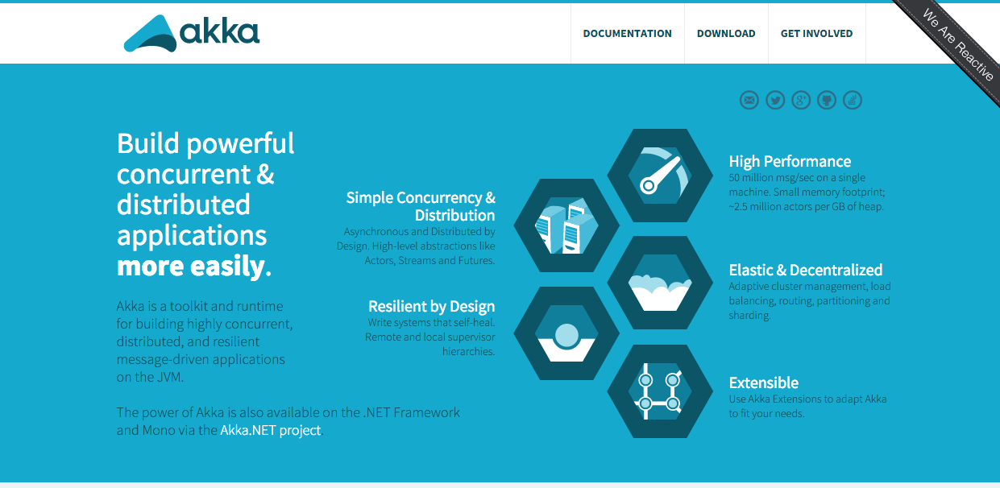 akka
DOCUMENTATION
DOWNLOAD
GET INVOLVED
We Are Reactive
Build powerful
concurrent &
distributed
applications
more easily.
Akka is a toolkit and runtime
for building highly concurrent,
distributed, and resilient
message-driven applications
on the JVM.
The power of Akka is also available on the .NET Framework
and Mono via the Akka.NET project.
Simple Concurrency &
Distribution
Asynchronous and Distributed by
Design. High-level abstractions like
Actors, Streams and Futures.
Resilient by Design
Write systems that self-heal.
Remote and local supervisor
hierarchies.
High Performance
50 million msg/sec on a single
machine. Small memory footprint;
~2.5 million actors per GB of heap.
Elastic & Decentralized
Adaptive cluster management, load
balancing, routing, partitioning and
sharding.
Extensible
Use Akka Extensions to adapt Akka
to fit your needs.